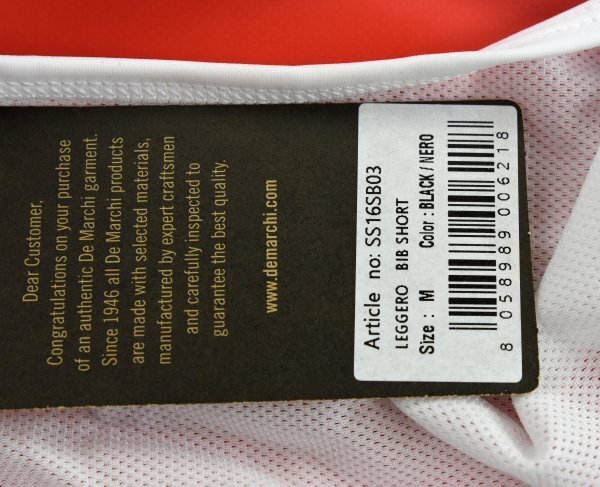 Dear Customer,
Congratulations on your purchase
of an authentic De Marchi garment.
Since 1946 all De Marchi products
are made with selected materials,
manufactured by expert craftsmen
and carefully inspected to
guarantee the best quality.
www.demarchi.com
Article no: SS16SB03
LEGGERO BIB SHORT
Size : M Color : BLACK / NERO
8 058989 006218